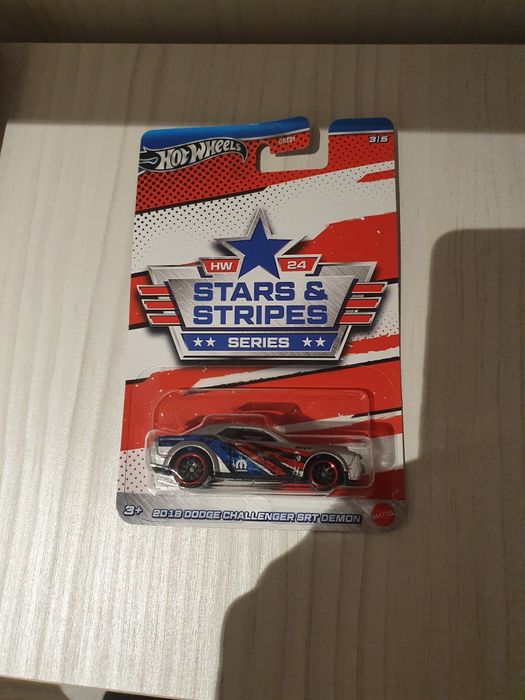 HOT WHEELS
3|5
HW 24
STARS &
STRIPES
SERIES
3+ 2018 DODGE CHALLENGER SRT DEMON
MATTEL